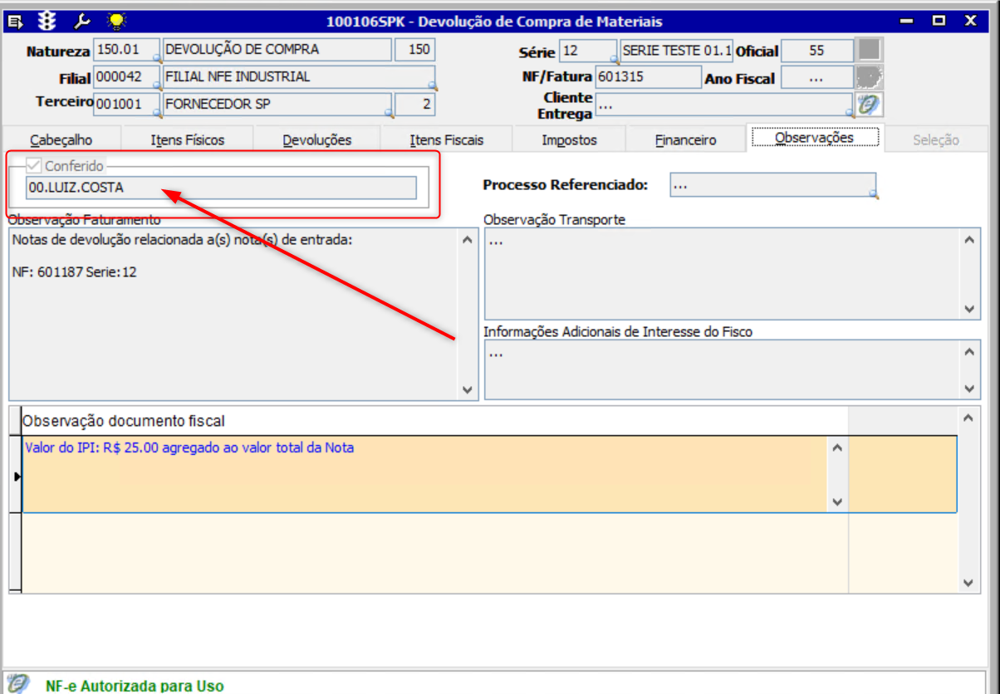 100106SPK - Devolução de Compra de Materiais
Natureza 150.01 DEVOLUÇÃO DE COMPRA 150 Série 12 SERIE TESTE 01.1 Oficial 55
Filial 000042 FILIAL NFE INDUSTRIAL NF/Fatura 601315 Ano Fiscal ...
Terceiro 001001 FORNECEDOR SP 2 Cliente Entrega ...
Cabeçalho Itens Físicos Devoluções Itens Fiscais Impostos Financeiro Observações Seleção
Conferido
00.LUIZ.COSTA Processo Referenciado: ...
Observação Faturamento Observação Transporte
Notas de devolução relacionada a(s) nota(s) de entrada: ...
NF: 601187 Serie:12
Informações Adicionais de Interesse do Fisco
...
Observação documento fiscal
Valor do IPI: R$ 25.00 agregado ao valor total da Nota
NF-e Autorizada para Uso